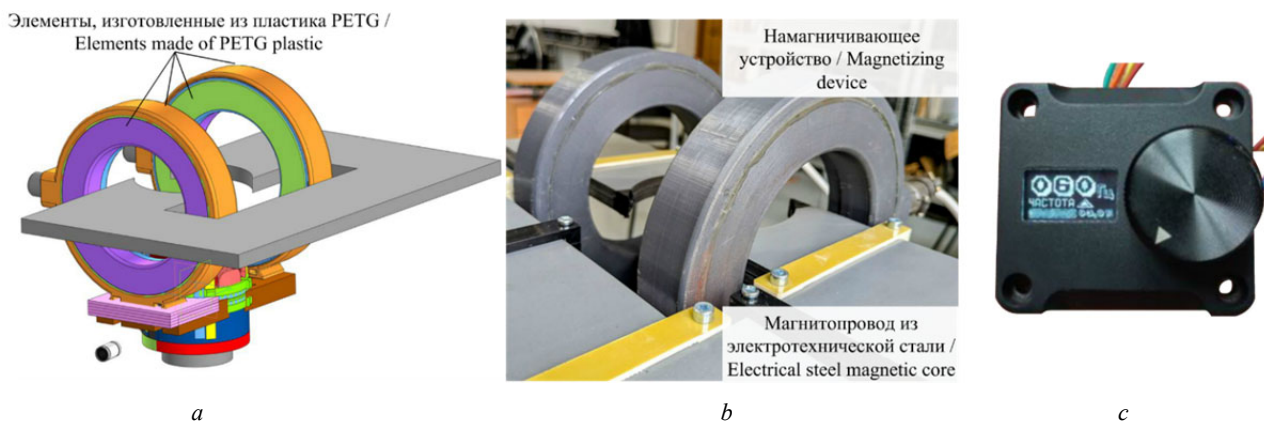 Элементы, изготовленные из пластика PETG /
Elements made of PETG plastic
Намагничивающее
устройство / Magnetizing
device
Магнитопровод из
электротехнической стали /
Electrical steel magnetic core
060 Гц
ЧАСТОТА
a
b
c